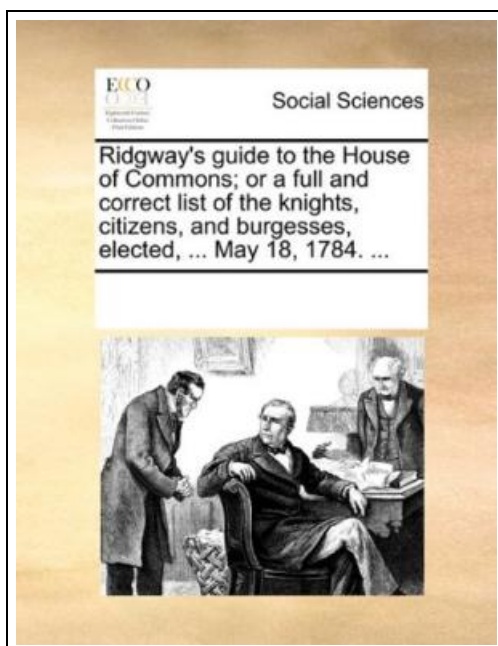 ECCO
Social Sciences
Ridgway's guide to the House
of Commons; or a full and
correct list of the knights,
citizens, and burgesses,
elected, ... May 18, 1784. ...